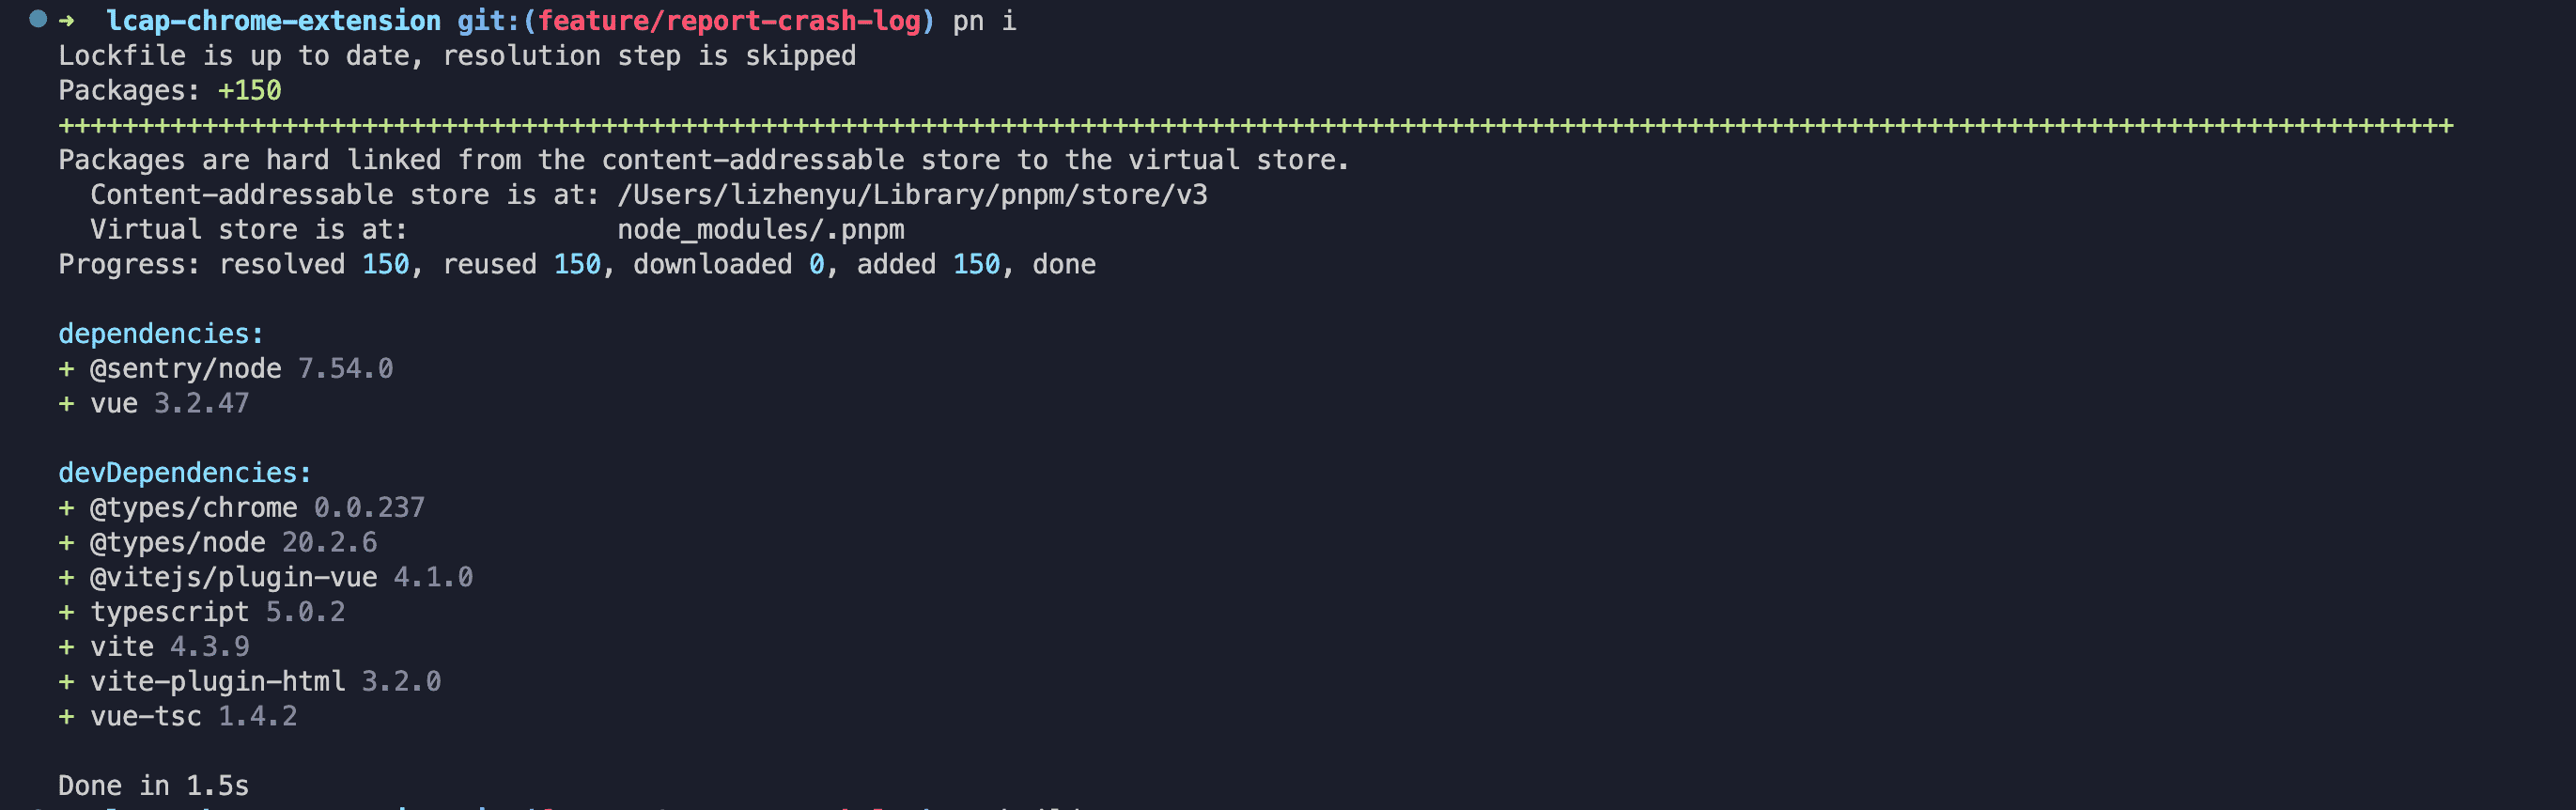 ➜  lcap-chrome-extension git:(feature/report-crash-log) pn i
Lockfile is up to date, resolution step is skipped
Packages: +150
++++++++++++++++++++++++++++++++++++++++++++++++++++++++++++++++++++++++++++++++++++++++++++++++++++++++++++++++++++++++++++++++++++++++++++++++++++++
Packages are hard linked from the content-addressable store to the virtual store.
  Content-addressable store is at: /Users/lizhenyu/Library/pnpm/store/v3
  Virtual store is at:             node_modules/.pnpm
Progress: resolved 150, reused 150, downloaded 0, added 150, done
dependencies:
+ @sentry/node 7.54.0
+ vue 3.2.47
devDependencies:
+ @types/chrome 0.0.237
+ @types/node 20.2.6
+ @vitejs/plugin-vue 4.1.0
+ typescript 5.0.2
+ vite 4.3.9
+ vite-plugin-html 3.2.0
+ vue-tsc 1.4.2
Done in 1.5s